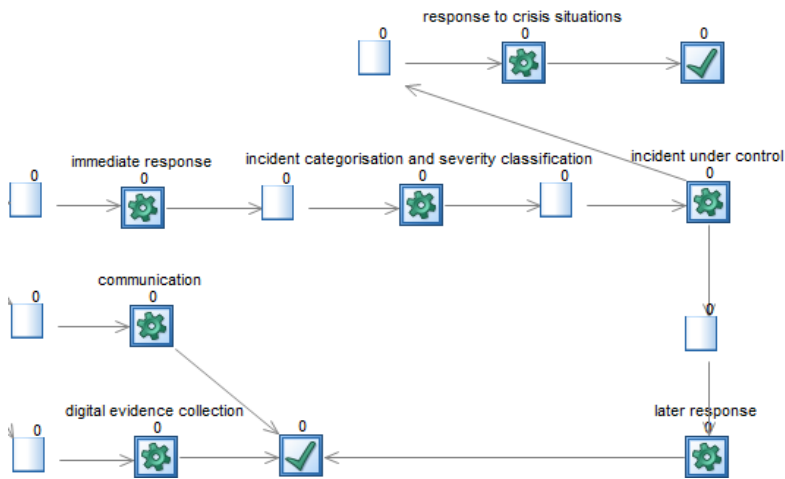 response to crisis situations
0
0
0
immediate response
incident categorisation and severity classification
incident under control
0
0
0
0
0
0
communication
0
0
0
digital evidence collection
later response
0
0
0
0